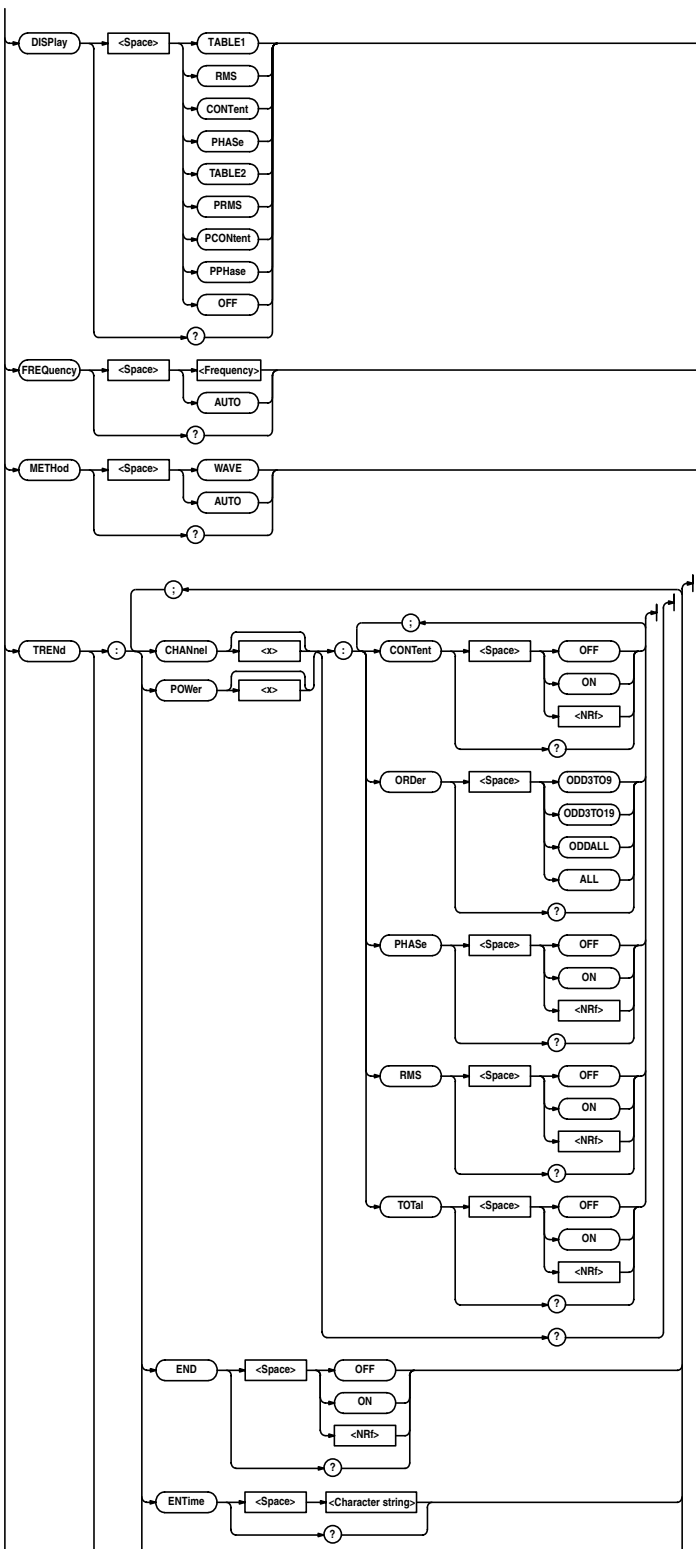 DISPlay <Space> TABLE1
RMS
CONTent
PHASe
TABLE2
PRMS
PCONtent
PPHase
OFF
?
FREQuency <Space> <Frequency>
AUTO
?
METHod <Space> WAVE
AUTO
?
;
;
TRENd : CHANnel <x> : CONTent <Space> OFF
POWer <x> ON
<NRf>
?
ORDer <Space> ODD3TO9
ODD3TO19
ODDALL
ALL
?
PHASe <Space> OFF
ON
<NRf>
?
RMS <Space> OFF
ON
<NRf>
?
TOTal <Space> OFF
ON
<NRf>
?
?
END <Space> OFF
ON
<NRf>
?
ENTime <Space> <Character string>
?